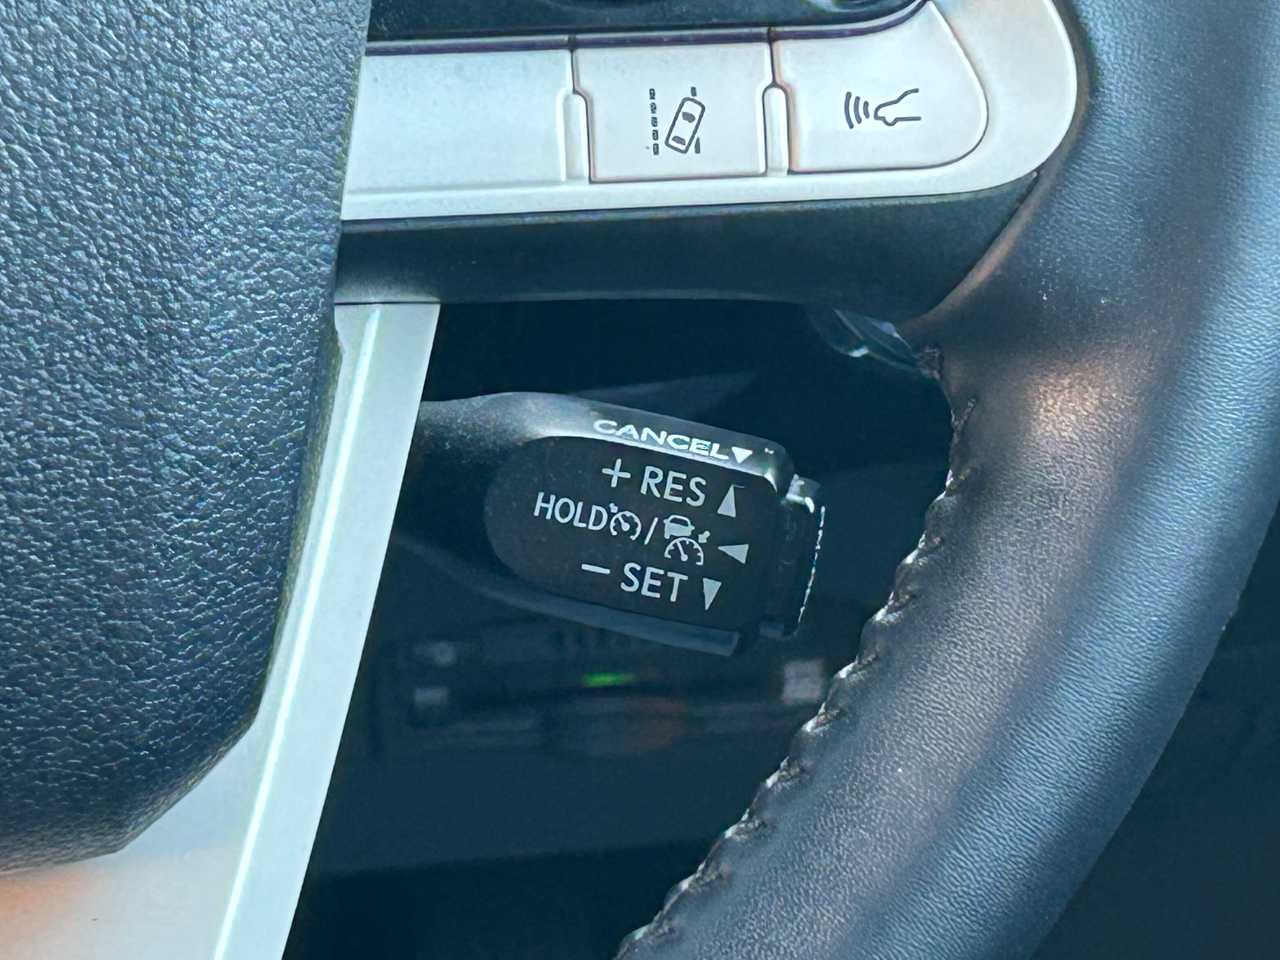 CANCEL▼
+ RES ▲
HOLD / ◀
− SET ▼